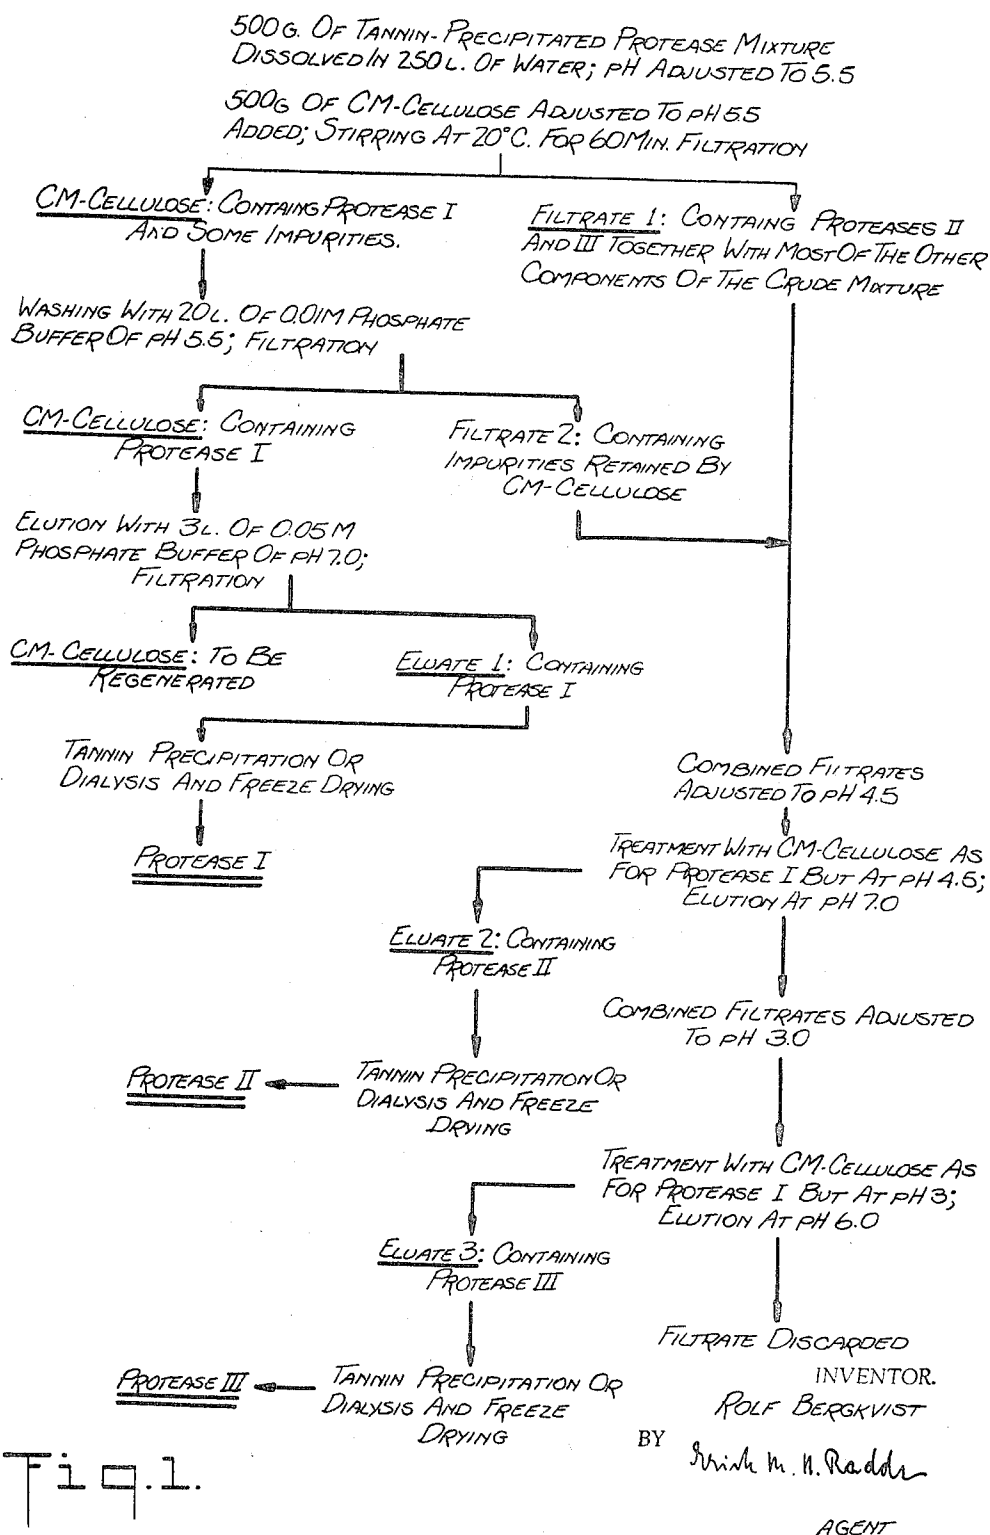 500G. OF TANNIN-PRECIPITATED PROTEASE MIXTURE
DISSOLVED IN 250L. OF WATER; pH ADJUSTED TO 5.5
500G OF CM-CELLULOSE ADJUSTED TO pH 5.5
ADDED; STIRRING AT 20°C. FOR 60 MIN. FILTRATION
CM-CELLULOSE: CONTAING PROTEASE I
AND SOME IMPURITIES.
FILTRATE 1: CONTAING PROTEASES II
AND III TOGETHER WITH MOST OF THE OTHER
COMPONENTS OF THE CRUDE MIXTURE
WASHING WITH 20L. OF 0.01M PHOSPHATE
BUFFER OF pH 5.5; FILTRATION
CM-CELLULOSE: CONTAINING
PROTEASE I
FILTRATE 2: CONTAINING
IMPURITIES RETAINED BY
CM-CELLULOSE
ELUTION WITH 3L. OF 0.05 M
PHOSPHATE BUFFER OF pH 7.0;
FILTRATION
CM-CELLULOSE: TO BE
REGENERATED
ELUATE 1: CONTAINING
PROTEASE I
TANNIN PRECIPITATION OR
DIALYSIS AND FREEZE DRYING
PROTEASE I
COMBINED FILTRATES
ADJUSTED TO pH 4.5
TREATMENT WITH CM-CELLULOSE AS
FOR PROTEASE I BUT AT pH 4.5;
ELUTION AT pH 7.0
ELUATE 2: CONTAINING
PROTEASE II
COMBINED FILTRATES ADJUSTED
TO pH 3.0
PROTEASE II
TANNIN PRECIPITATION OR
DIALYSIS AND FREEZE
DRYING
TREATMENT WITH CM-CELLULOSE AS
FOR PROTEASE I BUT AT pH 3;
ELUTION AT pH 6.0
ELUATE 3: CONTAINING
PROTEASE III
FILTRATE DISCARDED
PROTEASE III
TANNIN PRECIPITATION OR
DIALYSIS AND FREEZE
DRYING
INVENTOR.
ROLF BERGKVIST
BY
AGENT
Fig.1.